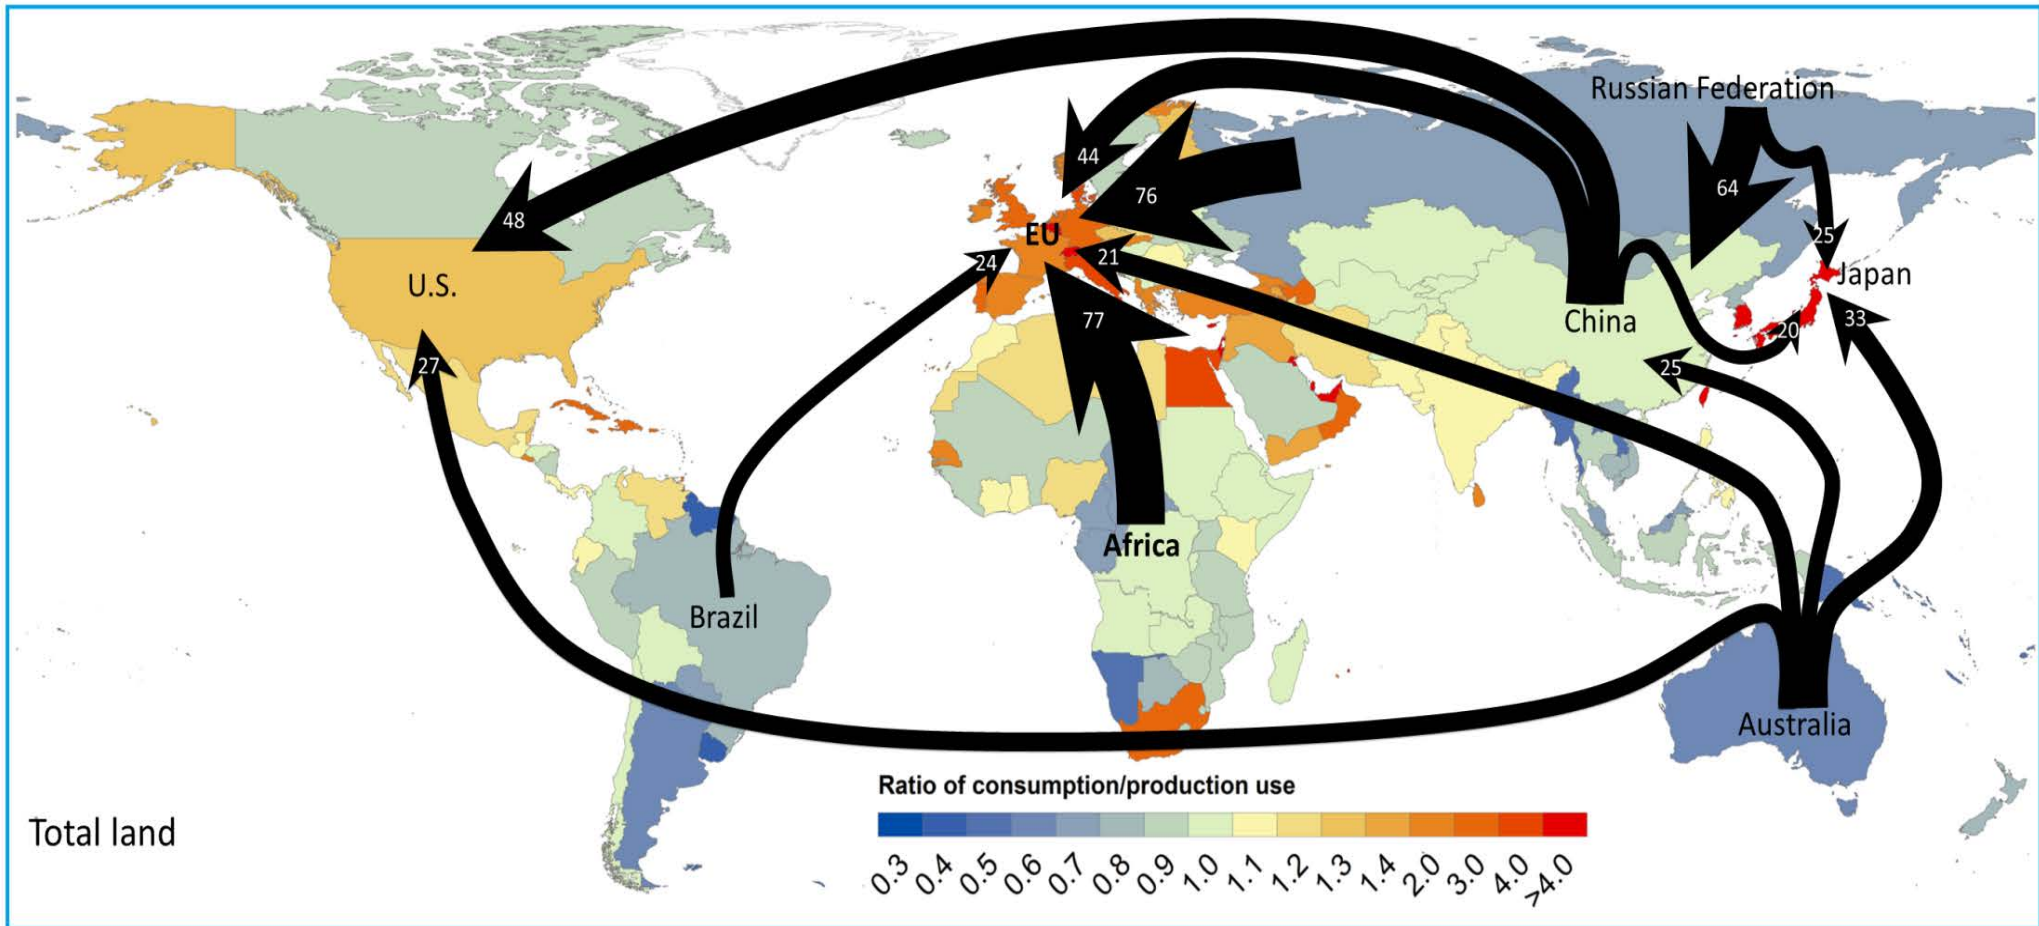 Russian Federation
44
76
64
48
EU
25
24
21
U.S.
Japan
77
China
20
33
27
25
Africa
Brazil
Australia
Ratio of consumption/production use
Total land
0.3 0.4 0.5 0.6 0.7 0.8 0.9 1.0 1.1 1.2 1.3 1.4 2.0 3.0 4.0 >4.0